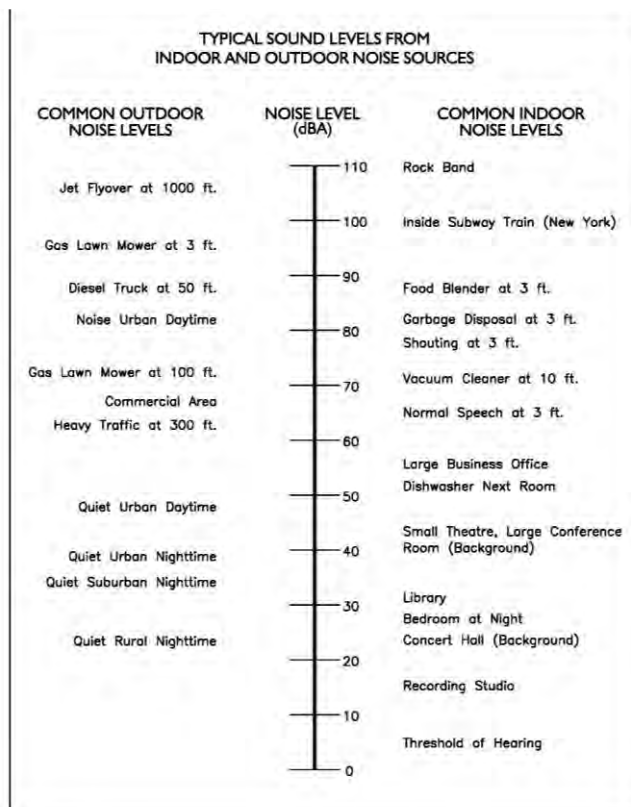 TYPICAL SOUND LEVELS FROM
INDOOR AND OUTDOOR NOISE SOURCES
COMMON OUTDOOR
NOISE LEVELS
NOISE LEVEL
(dBA)
COMMON INDOOR
NOISE LEVELS
110
Rock Band
Jet Flyover at 1000 ft.
100
Inside Subway Train (New York)
Gas Lawn Mower at 3 ft.
90
Diesel Truck at 50 ft.
Food Blender at 3 ft.
Noise Urban Daytime
Garbage Disposal at 3 ft.
80
Shouting at 3 ft.
Gas Lawn Mower at 100 ft.
Vacuum Cleaner at 10 ft.
70
Commercial Area
Normal Speech at 3 ft.
Heavy Traffic at 300 ft.
60
Large Business Office
Dishwasher Next Room
50
Quiet Urban Daytime
Small Theatre, Large Conference
Room (Background)
40
Quiet Urban Nighttime
Quiet Suburban Nighttime
Library
30
Bedroom at Night
Quiet Rural Nighttime
Concert Hall (Background)
20
Recording Studio
10
Threshold of Hearing
0